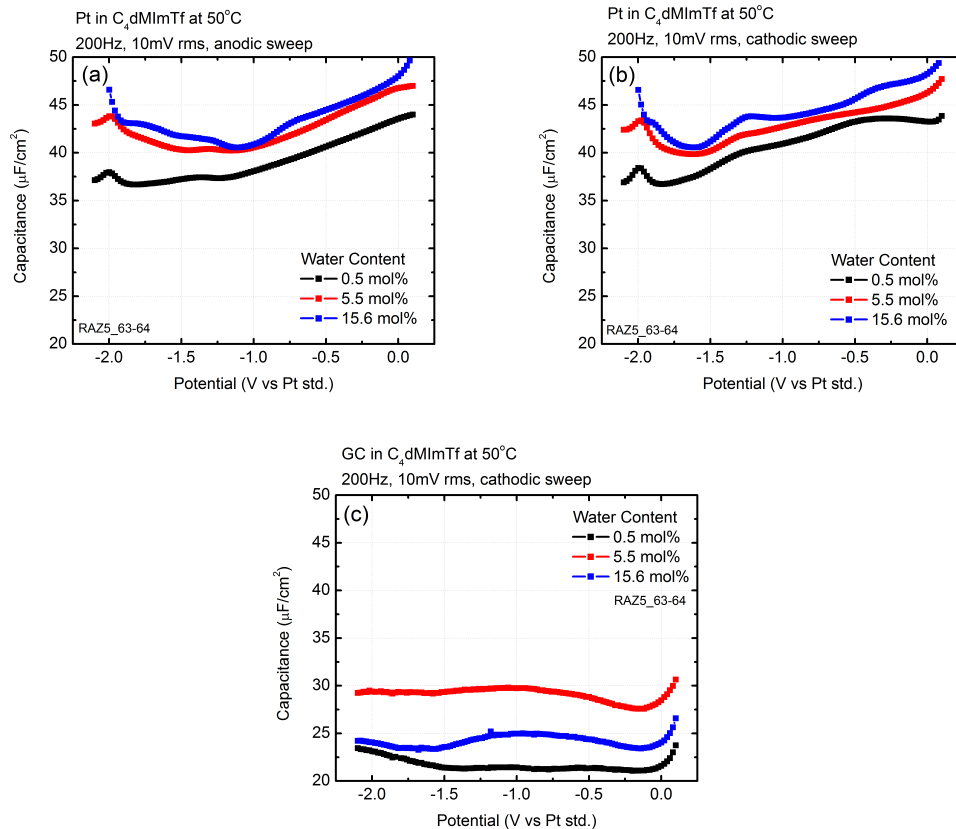 Pt in C₄dMImTf at 50°C
200Hz, 10mV rms, anodic sweep
(a)
50
45
40
35
30
25
20
Capacitance (μF/cm²)
Water Content
0.5 mol%
5.5 mol%
15.6 mol%
RAZ5_63-64
-2.0 -1.5 -1.0 -0.5 0.0
Potential (V vs Pt std.)
Pt in C₄dMImTf at 50°C
200Hz, 10mV rms, cathodic sweep
(b)
50
45
40
35
30
25
20
Capacitance (μF/cm²)
Water Content
0.5 mol%
5.5 mol%
15.6 mol%
RAZ5_63-64
-2.0 -1.5 -1.0 -0.5 0.0
Potential (V vs Pt std.)
GC in C₄dMImTf at 50°C
200Hz, 10mV rms, cathodic sweep
(c)
50
45
40
35
30
25
20
Capacitance (μF/cm²)
Water Content
0.5 mol%
5.5 mol%
15.6 mol%
RAZ5_63-64
-2.0 -1.5 -1.0 -0.5 0.0
Potential (V vs Pt std.)